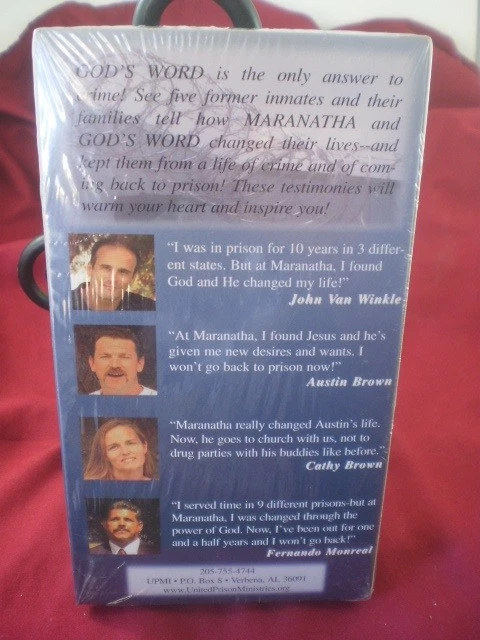 GOD'S WORD is the only answer to
crime! See five former inmates and their
families tell how MARANATHA and
GOD'S WORD changed their lives--and
kept them from a life of crime and of com-
ing back to prison! These testimonies will
warm your heart and inspire you!
"I was in prison for 10 years in 3 differ-
ent states. But at Maranatha, I found
God and He changed my life!"
John Van Winkle
"At Maranatha, I found Jesus and he's
given me new desires and wants. I
won't go back to prison now!"
Austin Brown
"Maranatha really changed Austin's life.
Now, he goes to church with us, not to
drug parties with his buddies like before."
Cathy Brown
"I served time in 9 different prisons-but at
Maranatha, I was changed through the
power of God. Now, I've been out for one
and a half years and I won't go back!"
Fernando Monreal
205-755-4744
UPMI • P.O. Box 8 • Verbena, AL 36091
www.UnitedPrisonMinistries.org